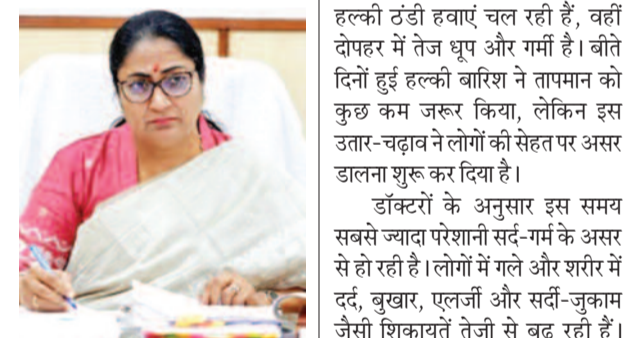 हल्की ठंडी हवाएं चल रही हैं, वहीं
दोपहर में तेज धूप और गर्मी है। बीते
दिनों हुई हल्की बारिश ने तापमान को
कुछ कम जरूर किया, लेकिन इस
उतार-चढ़ाव ने लोगों की सेहत पर असर
डालना शुरू कर दिया है।
डॉक्टरों के अनुसार इस समय
सबसे ज्यादा परेशानी सर्द-गर्म के असर
से हो रही है। लोगों में गले और शरीर में
दर्द, बुखार, एलर्जी और सर्दी-जुकाम
जैसी शिकायतें तेजी से बढ़ रही हैं।